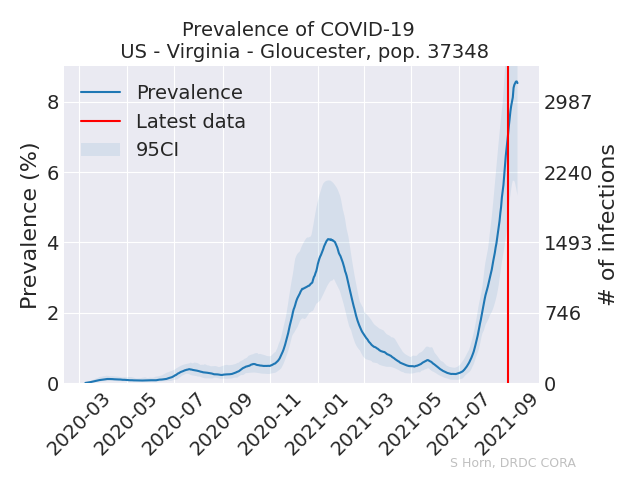 Prevalence of COVID-19
US - Virginia - Gloucester, pop. 37348
Prevalence
Latest data
95CI
Prevalence (%)
8
6
4
2
0
# of infections
2987
2240
1493
746
0
2020-03
2020-05
2020-07
2020-09
2020-11
2021-01
2021-03
2021-05
2021-07
2021-09
S Horn, DRDC CORA